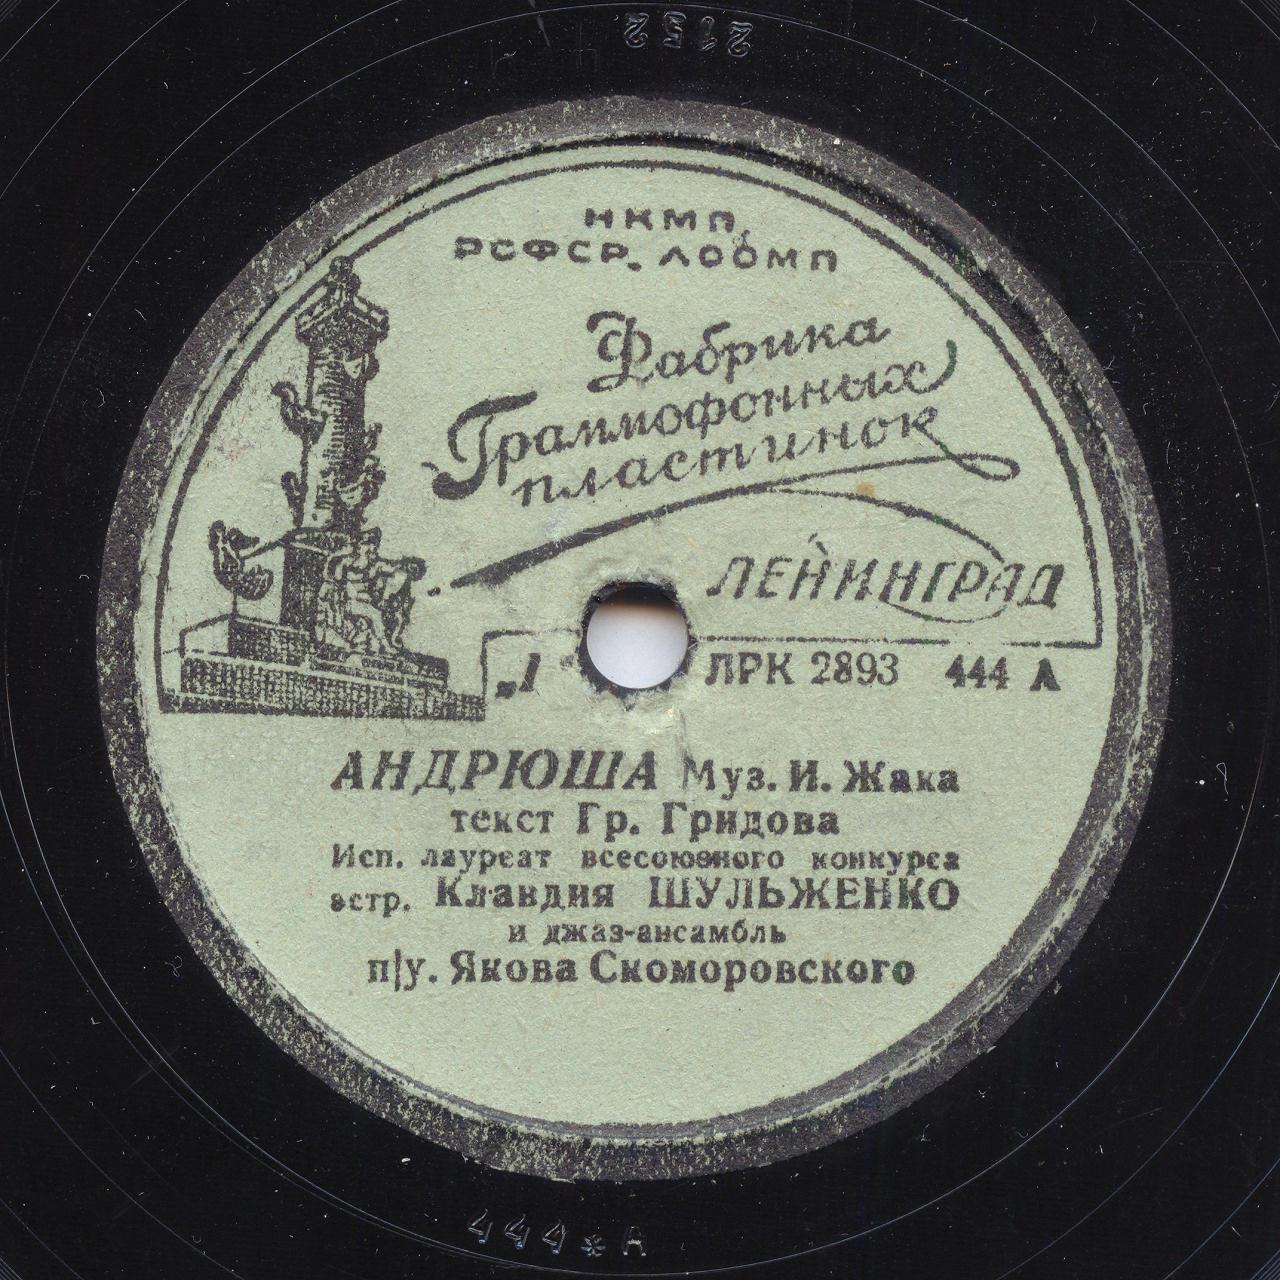 2152
НКМП
РСФСР. ЛООМП
Фабрика
Граммофонных
пластинок
ЛЕНИНГРАД
ЛРК 2893 444 А
АНДРЮША Муз. И. Жака
текст Гр. Гридова
Исп. лауреат всесоюзного конкурса
эстр. Клавдия ШУЛЬЖЕНКО
и джаз-ансамбль
п/у. Якова Скоморовского
444*А